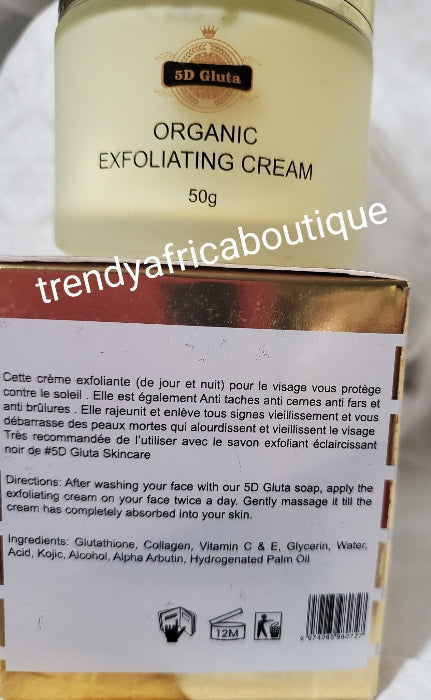 5D Gluta
ORGANIC
EXFOLIATING CREAM
50g
trendyafricaboutique
Cette crème exfoliante (de jour et nuit) pour le visage vous protège
contre le soleil . Elle est également Anti taches anti cernes anti fars et
anti brûlures . Elle rajeunit et enlève tous signes vieillissement et vous
débarrasse des peaux mortes qui alourdissent et vieillissent le visage
Très recommandée de l'utiliser avec le savon exfoliant éclaircissant
noir de #5D Gluta Skincare
Directions: After washing your face with our 5D Gluta soap, apply the
exfoliating cream on your face twice a day. Gently massage it till the
cream has completely absorbed into your skin.
Ingredients: Glutathione, Collagen, Vitamin C & E, Glycerin, Water,
Acid, Kojic, Alcohol, Alpha Arbutin, Hydrogenated Palm Oil
12M